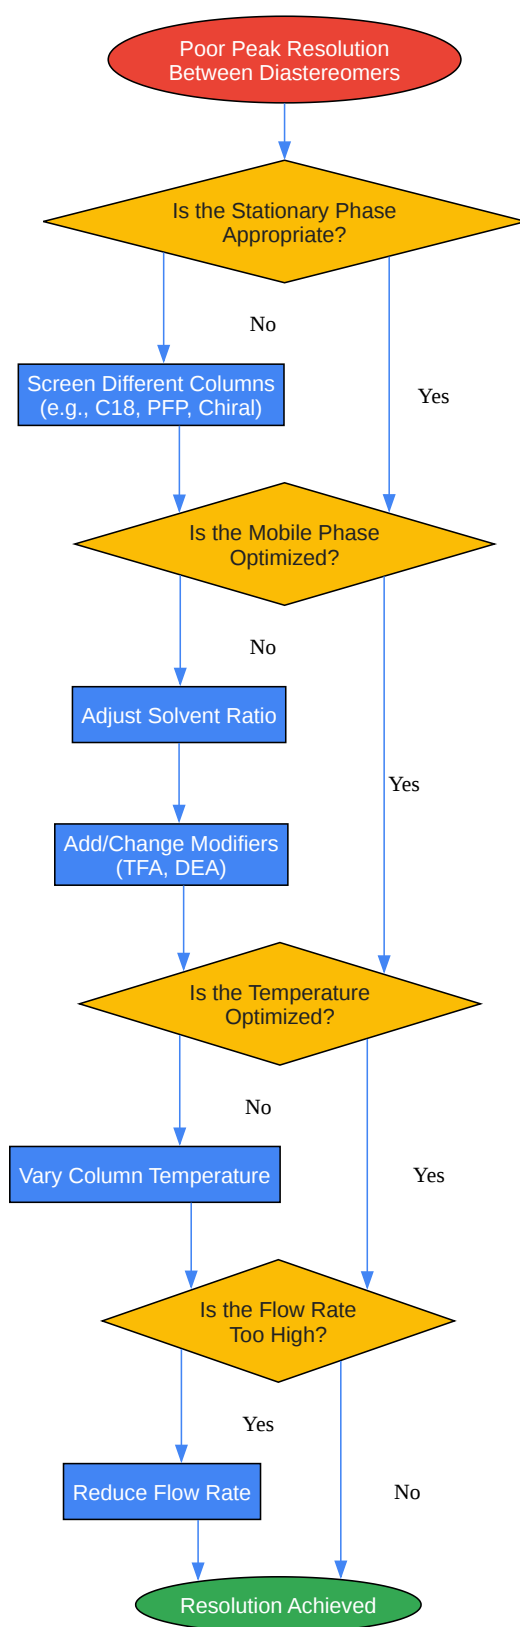 Poor Peak Resolution
Between Diastereomers
Is the Stationary Phase
Appropriate?
No
Screen Different Columns
(e.g., C18, PFP, Chiral)
Yes
Is the Mobile Phase
Optimized?
No
Adjust Solvent Ratio
Yes
Add/Change Modifiers
(TFA, DEA)
Is the Temperature
Optimized?
No
Vary Column Temperature
Yes
Is the Flow Rate
Too High?
Yes
Reduce Flow Rate
No
Resolution Achieved